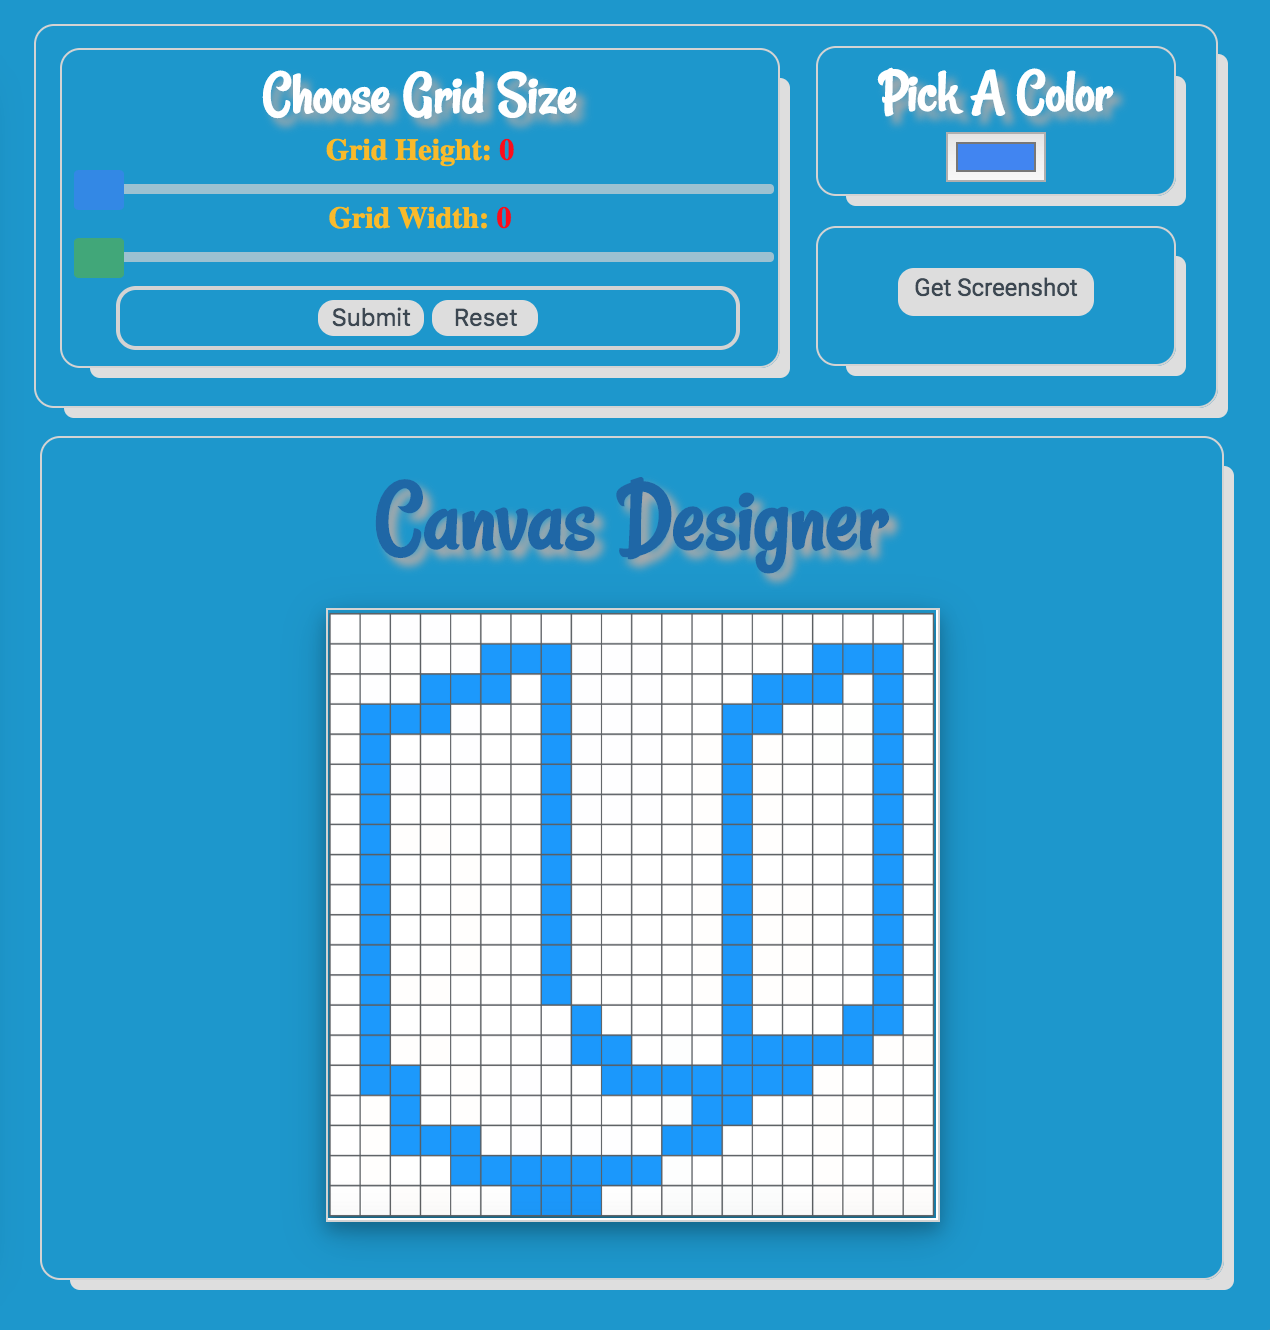 Choose Grid Size
Grid Height: 0
Grid Width: 0
Submit Reset
Pick A Color
Get Screenshot
Canvas Designer